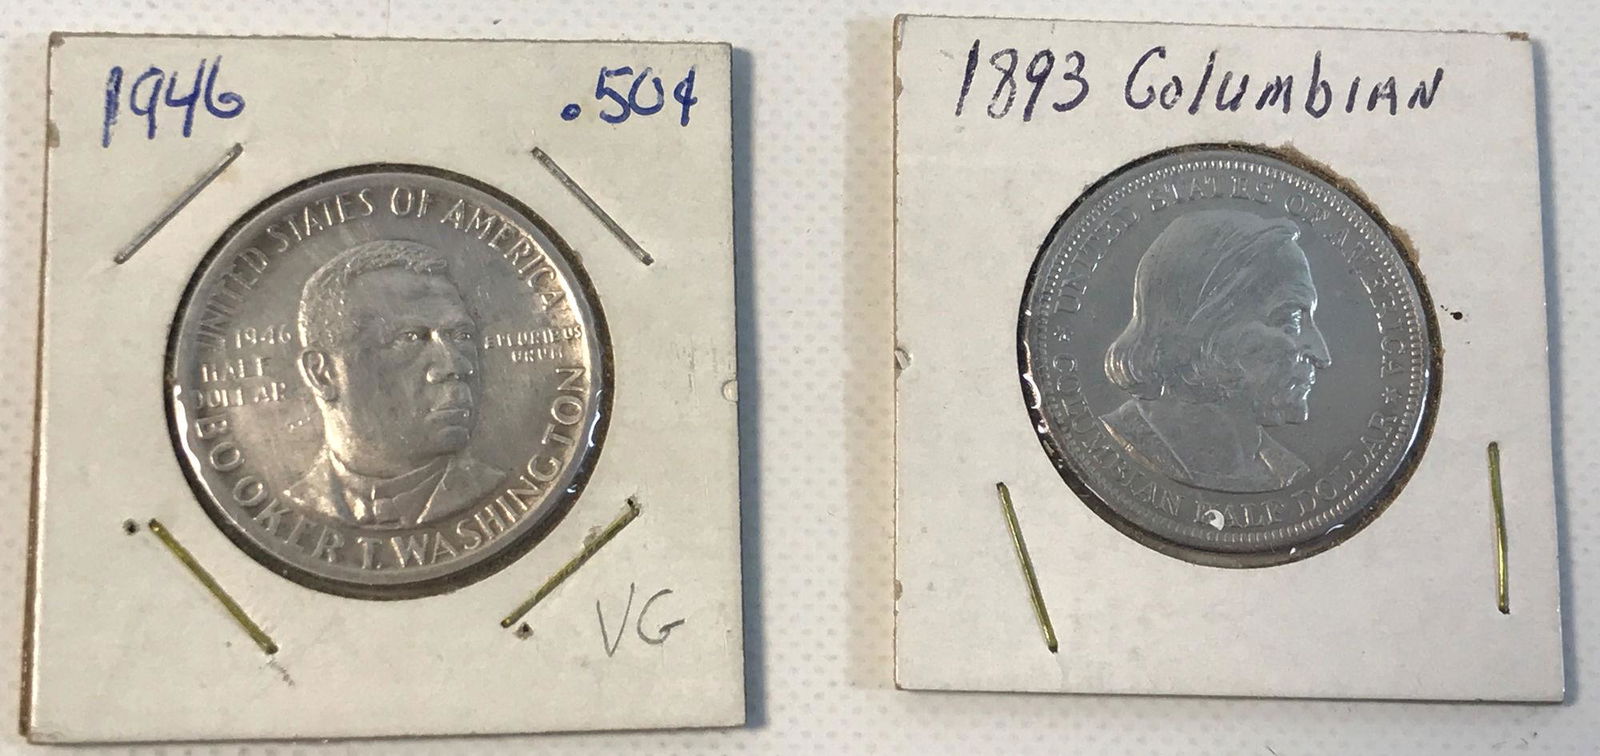 1946 .50¢
UNITED STATES OF AMERICA
1946
HALF
DOLLAR
E PLURIBUS
UNUM
BOOKER T. WASHINGTON
VG
1893 Columbian
UNITED STATES OF AMERICA
COLUMBIAN HALF DOLLAR